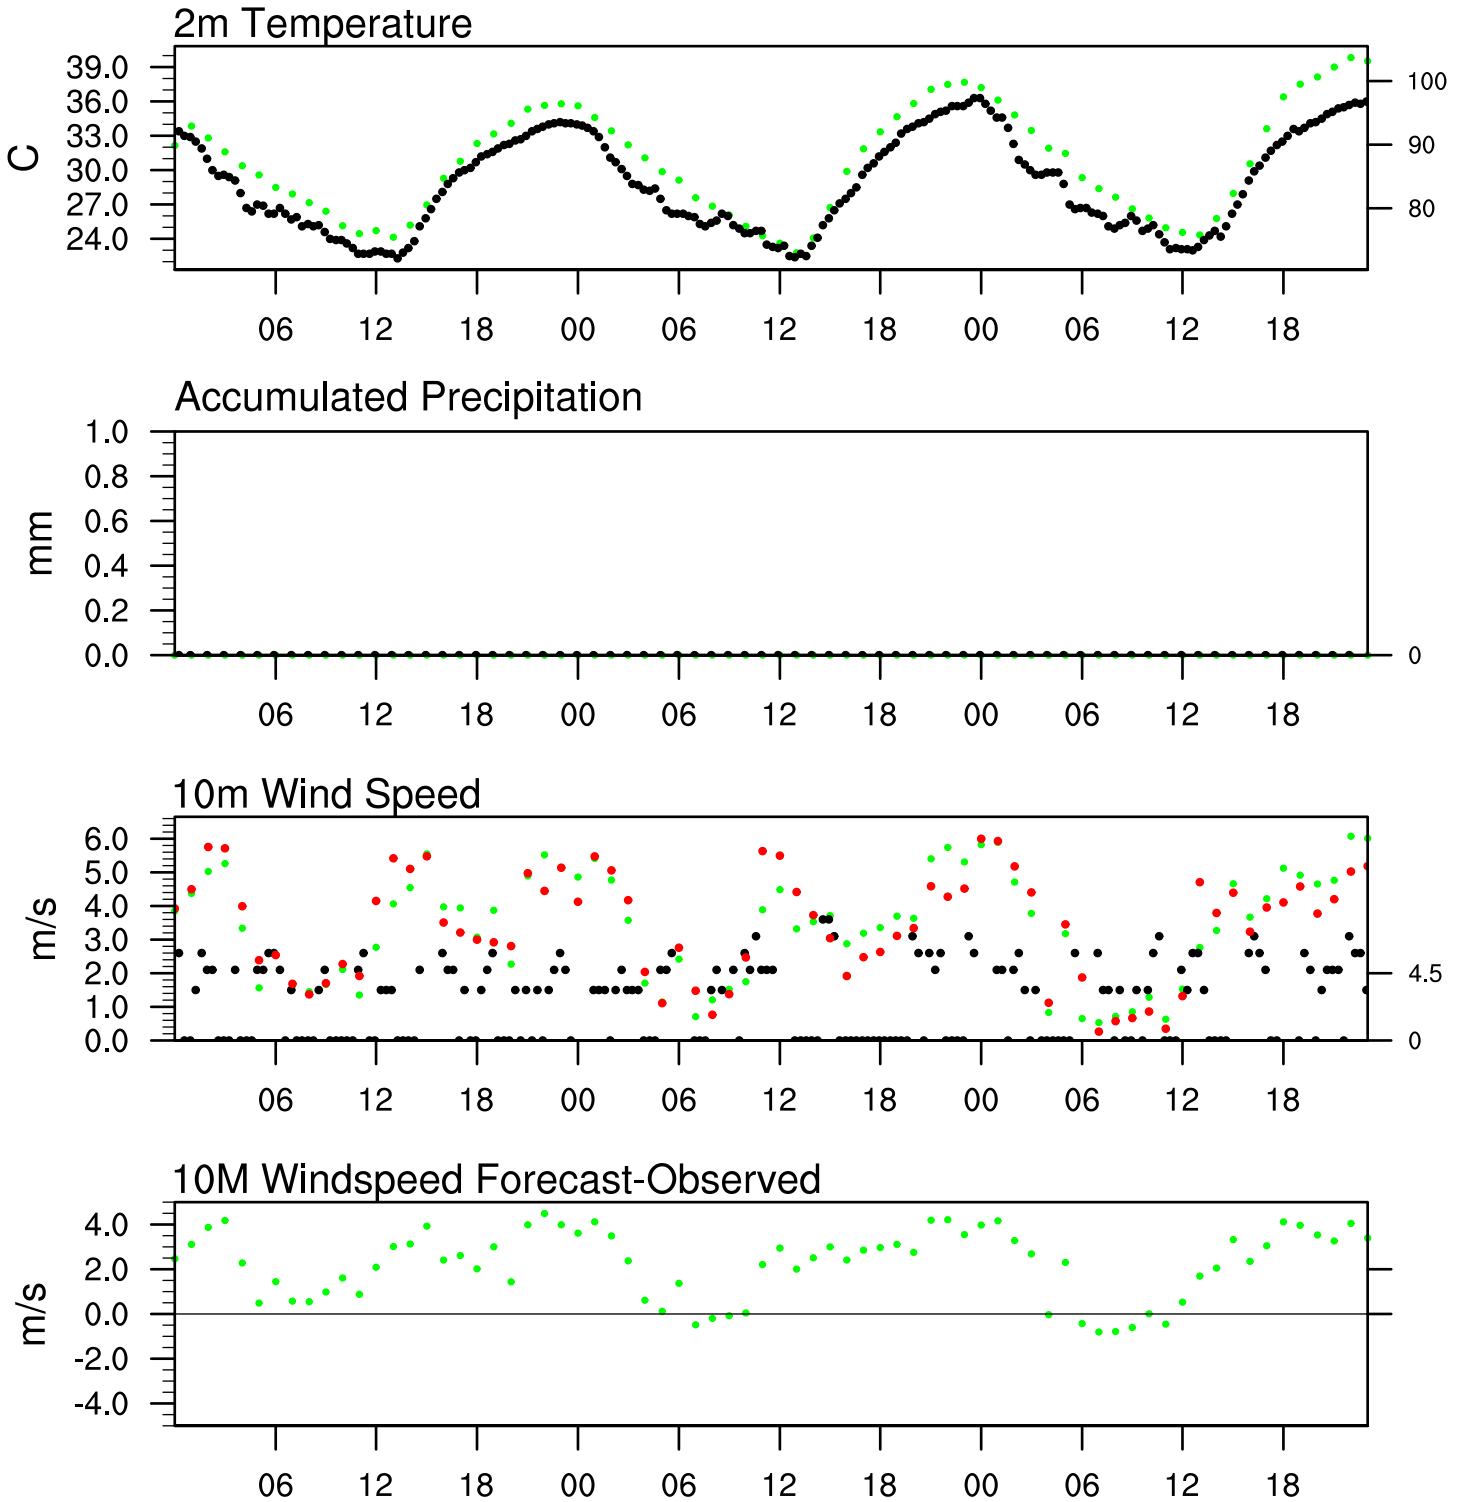 2m Temperature
39.0
36.0
33.0
30.0
27.0
24.0
C
100
90
80
06 12 18 00 06 12 18 00 06 12 18
Accumulated Precipitation
1.0
0.8
0.6
0.4
0.2
0.0
mm
0
06 12 18 00 06 12 18 00 06 12 18
10m Wind Speed
6.0
5.0
4.0
3.0
2.0
1.0
0.0
m/s
4.5
0
06 12 18 00 06 12 18 00 06 12 18
10M Windspeed Forecast-Observed
4.0
2.0
0.0
-2.0
-4.0
m/s
06 12 18 00 06 12 18 00 06 12 18